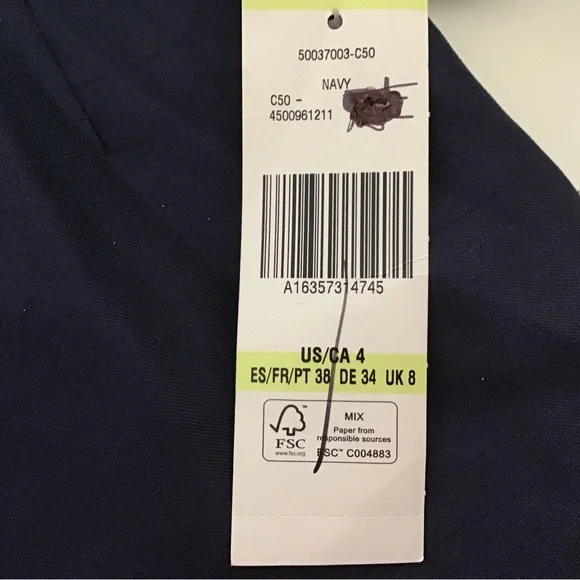 50037003-C50
NAVY
C50 -
4500961211
A16357314745
US/CA 4
ES/FR/PT 38 DE 34 UK 8
FSC™
www.fsc.org
MIX
Paper from
responsible sources
FSC™ C004883